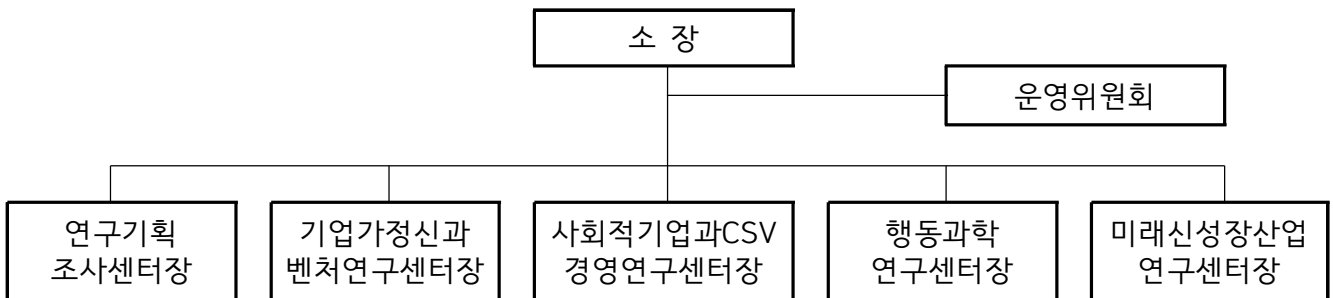 소 장
운영위원회
연구기획
조사센터장
기업가정신과
벤처연구센터장
사회적기업과CSV
경영연구센터장
행동과학
연구센터장
미래신성장산업
연구센터장